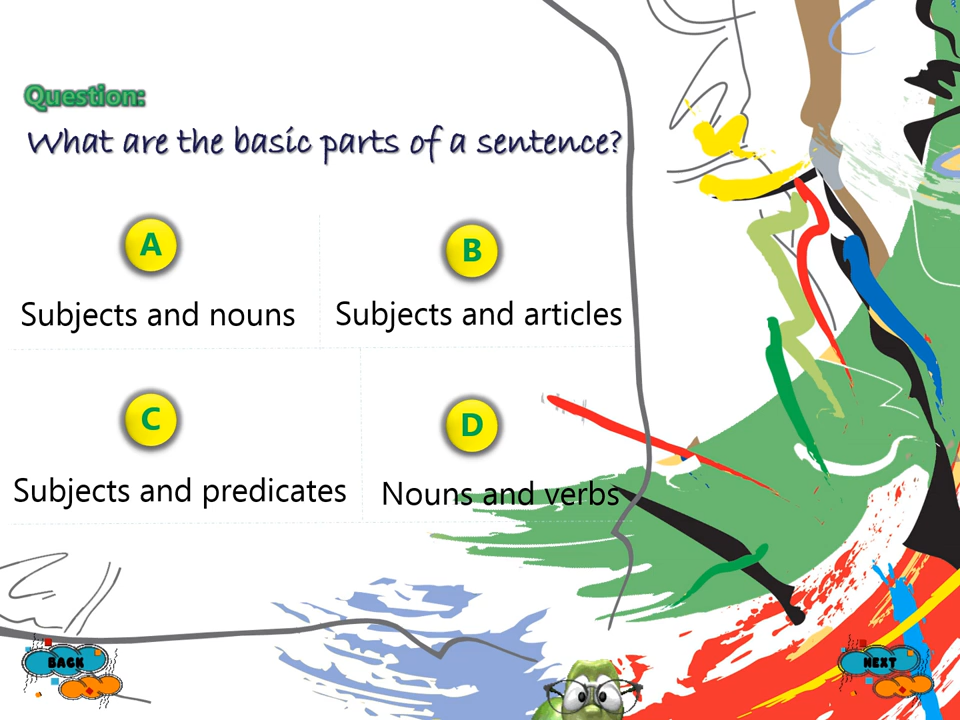 Question:
What are the basic parts of a sentence?
A
B
Subjects and nouns
Subjects and articles
C
D
Subjects and predicates
Nouns and verbs
BACK
NEXT